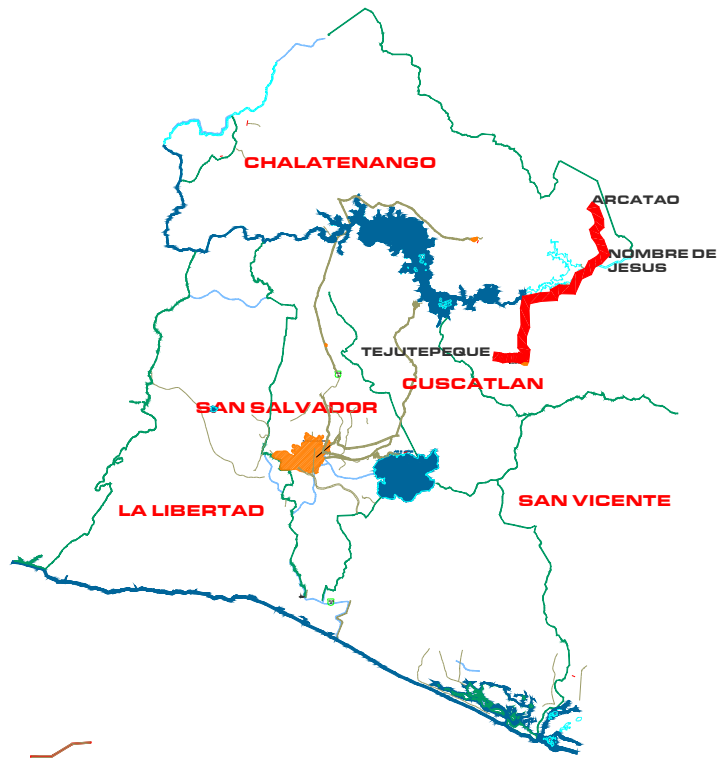 CHALATENANGO
ARCATAO
NOMBRE DE
JESUS
TEJUTEPEQUE
CUSCATLAN
SAN SALVADOR
SAN VICENTE
LA LIBERTAD